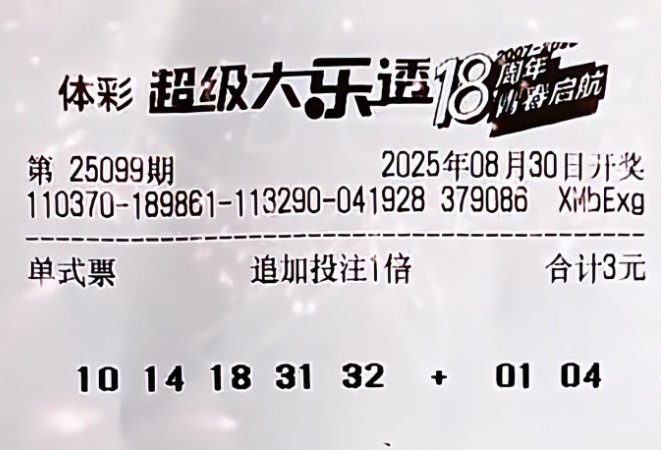 体彩 超级大乐透 18 周年
青春启航
第 25099期 2025年08月30日开奖
110370-189861-113290-041928 379086 XMbExg
单式票 追加投注1倍 合计3元
10 14 18 31 32 + 01 04